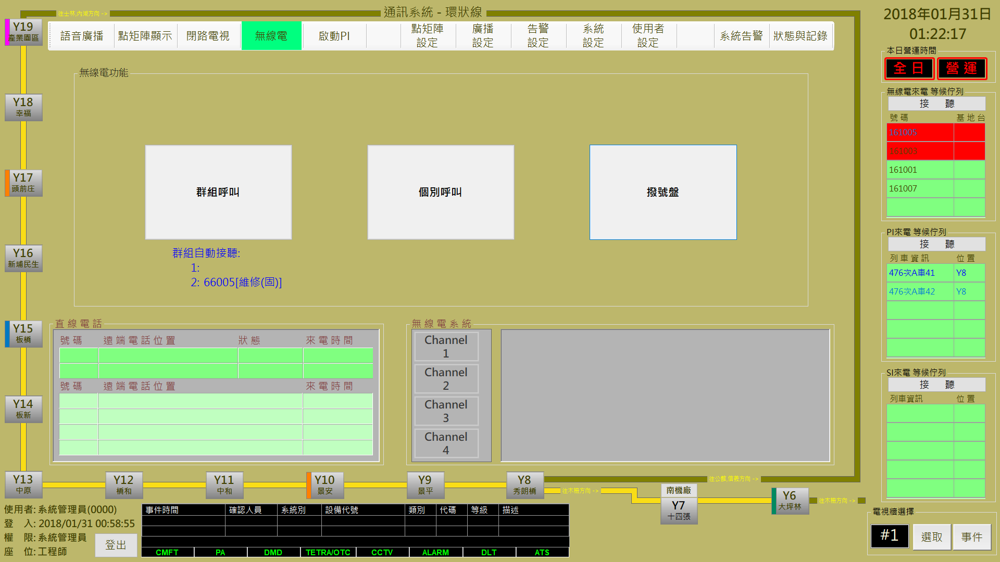 往士林,內湖方向 ->
通訊系統 - 環狀線
2018年01月31日
01:22:17
語音廣播
點矩陣顯示
閉路電視
無線電
啟動PI
點矩陣
設定
廣播
設定
告警
設定
系統
設定
使用者
設定
系統告警
狀態與記錄
本日營運時間
全日
營運
無線電來電 等候佇列
接 聽
號碼 基地台
161005
161003
161001
161007
PI來電 等候佇列
接 聽
列車資訊 位置
476次A車41 Y8
476次A車42 Y8
SI來電 等候佇列
接 聽
列車資訊 位置
電視牆選擇
#1
選取
事件
Y19
產業園區
Y18
幸福
Y17
頭前庄
Y16
新埔民生
Y15
板橋
Y14
板新
Y13
中原
Y12
橋和
Y11
中和
Y10
景安
Y9
景平
Y8
秀朗橋
往公館,信義方向 ->
往木柵方向 ->
南機廠
Y7
十四張
Y6
大坪林
往木柵方向 ->
無線電功能
群組呼叫
個別呼叫
撥號盤
群組自動接聽:
1:
2: 66005[維修(固)]
直線電話
號碼 遠端電話位置 狀態 來電時間
號碼 遠端電話位置 來電時間
無線電系統
Channel
1
Channel
2
Channel
3
Channel
4
使用者: 系統管理員(0000)
登 入: 2018/01/31 00:58:55
權 限: 系統管理員
座 位: 工程師
登出
事件時間 確認人員 系統別 設備代號 類別 代碼 等級 描述
CMFT PA DMD TETRA/OTC CCTV ALARM DLT ATS